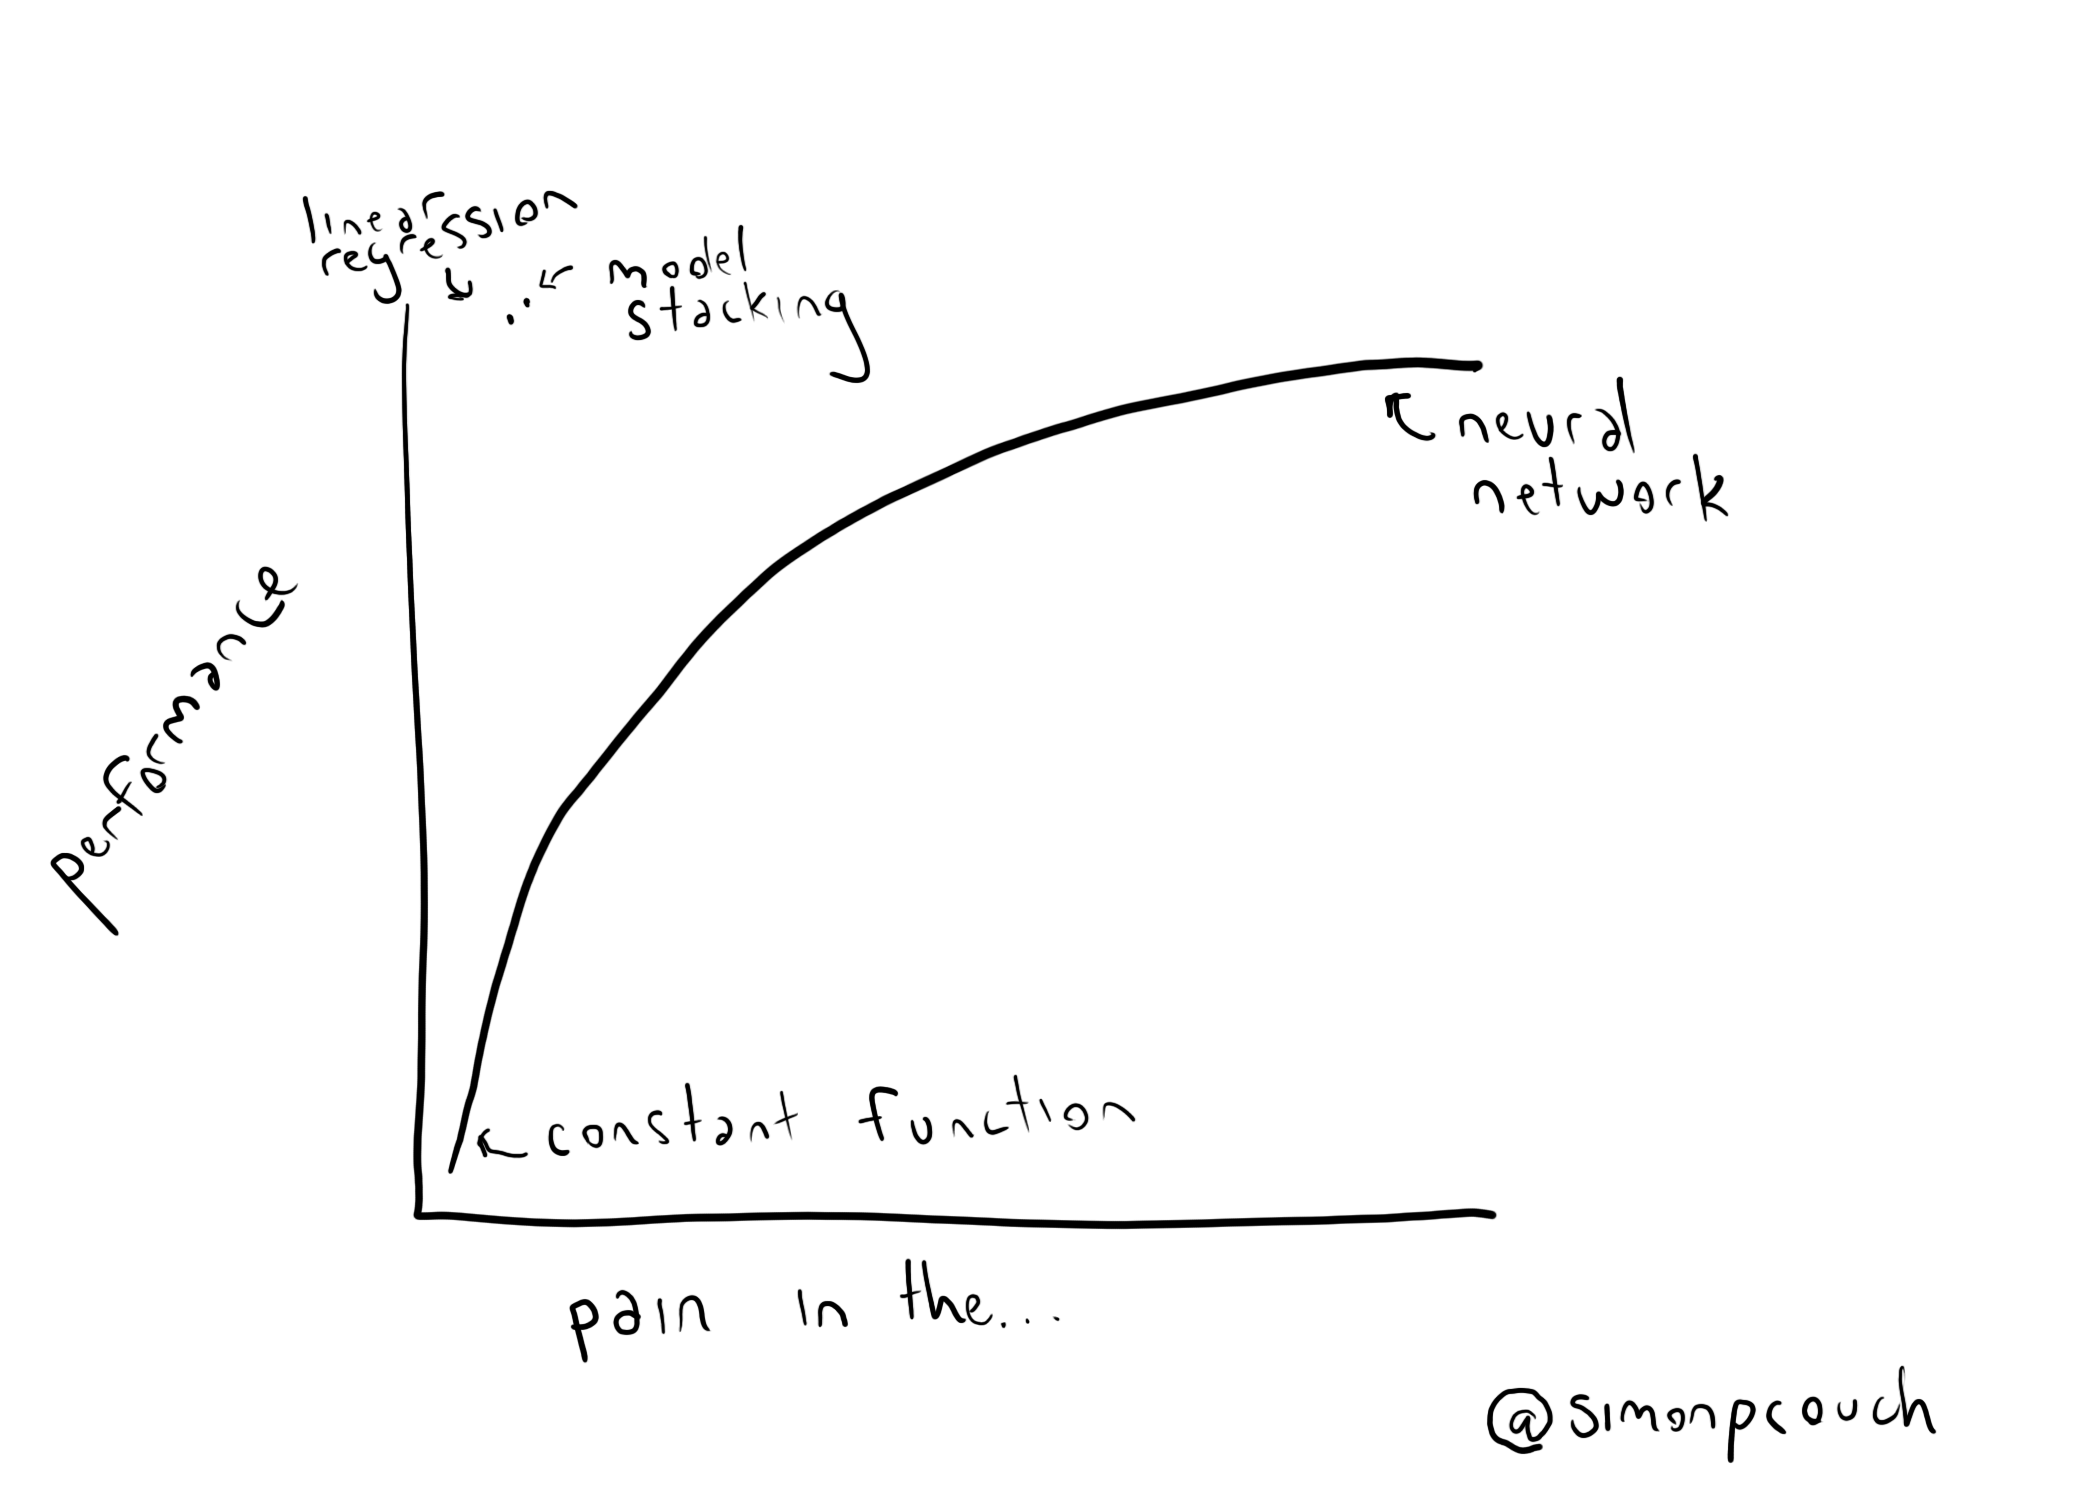 linear
regression
model
stacking
neural
network
performance
constant function
pain in the...
@simonpcouch